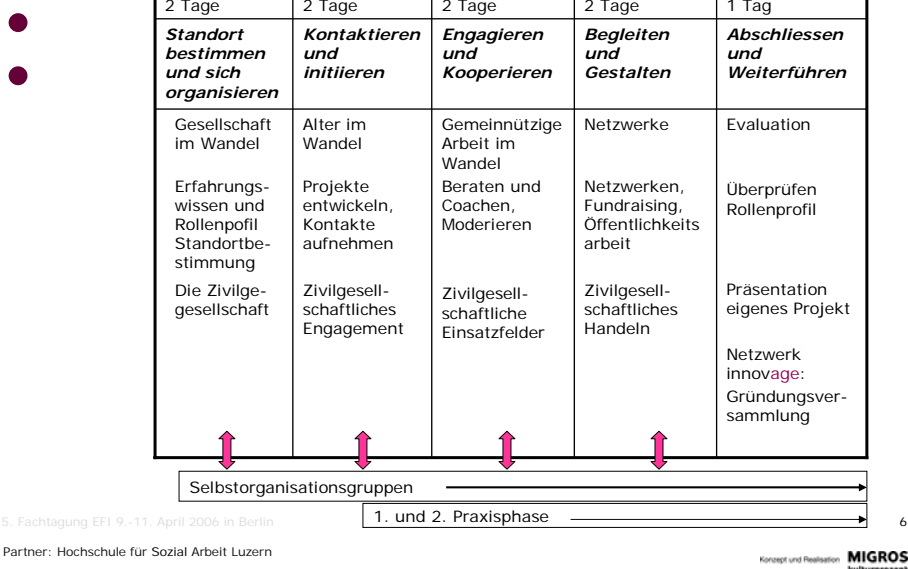 2 Tage
2 Tage
2 Tage
2 Tage
1 Tag
Standort
bestimmen
und sich
organisieren
Kontaktieren
und
initiieren
Engagieren
und
Kooperieren
Begleiten
und
Gestalten
Abschliessen
und
Weiterführen
Gesellschaft
im Wandel
Alter im
Wandel
Gemeinnützige
Arbeit im
Wandel
Netzwerke
Evaluation
Erfahrungs-
wissen und
Rollenpofil
Standortbe-
stimmung
Projekte
entwickeln,
Kontakte
aufnehmen
Beraten und
Coachen,
Moderieren
Netzwerken,
Fundraising,
Öffentlichkeits
arbeit
Überprüfen
Rollenprofil
Die Zivilge-
gesellschaft
Zivilgesell-
schaftliches
Engagement
Zivilgesell-
schaftliche
Einsatzfelder
Zivilgesell-
schaftliches
Handeln
Präsentation
eigenes Projekt
Netzwerk
innovage:
Gründungsver-
sammlung
Selbstorganisationsgruppen
1. und 2. Praxisphase
5. Fachtagung EFI 9.-11. April 2006 in Berlin
6
Partner: Hochschule für Sozial Arbeit Luzern
Konzept und Realisation MIGROS
kulturprozent